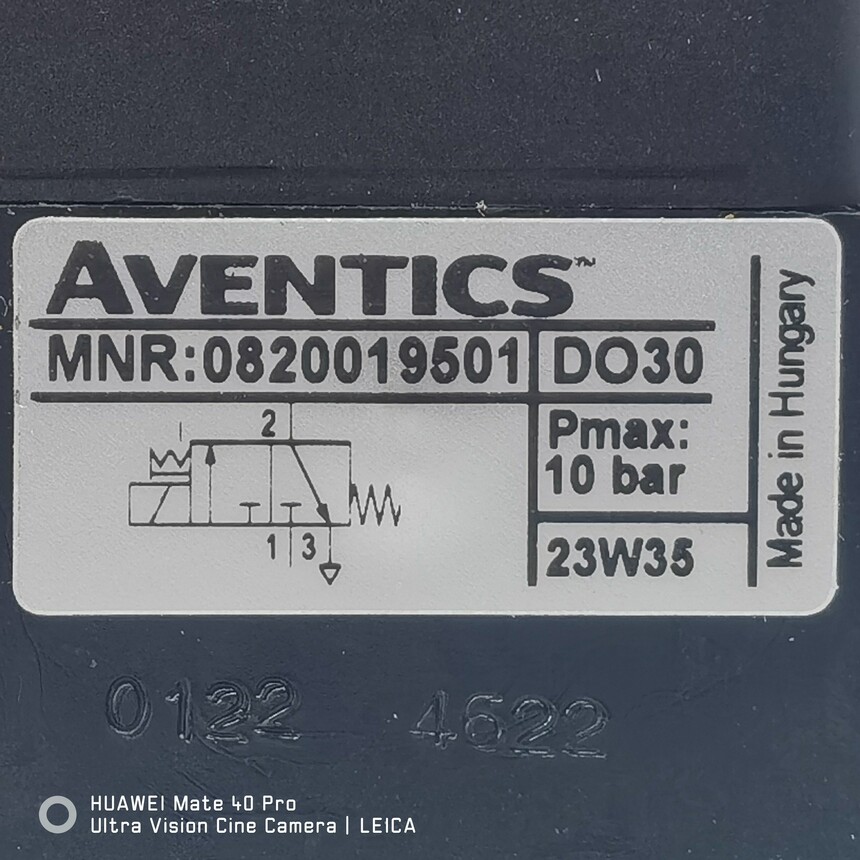 AVENTICS™
MNR:0820019501 DO30
Pmax:
10 bar
23W35
2
1 3
Made in Hungary
0122 4622
HUAWEI Mate 40 Pro
Ultra Vision Cine Camera | LEICA